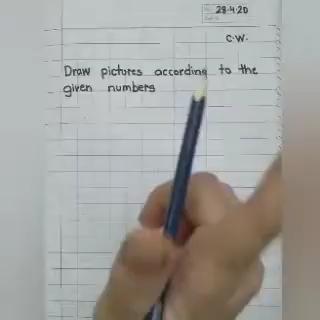 28.4.20
C.W.
Draw pictures according to the
given numbers